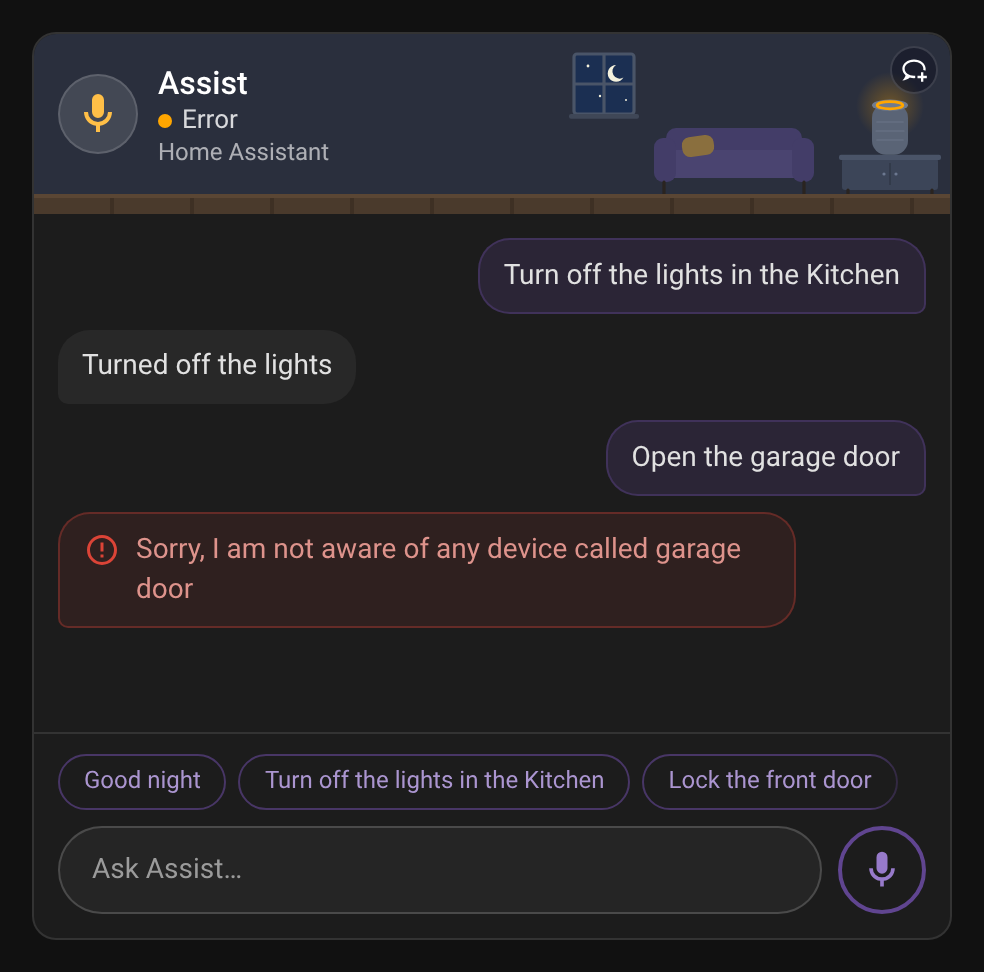 Assist
Error
Home Assistant
Turn off the lights in the Kitchen
Turned off the lights
Open the garage door
Sorry, I am not aware of any device called garage
door
Good night
Turn off the lights in the Kitchen
Lock the front door
Ask Assist…